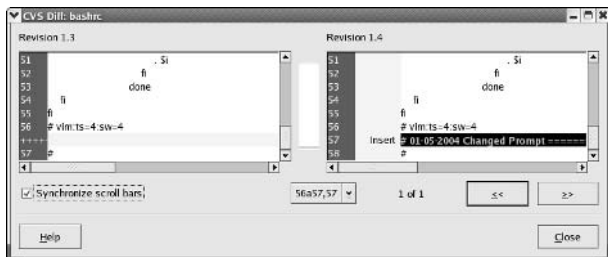 CVS Diff: bashrc
Revision 1.3
51 . $i
52 fi
53 done
54 fi
55 fi
56 # vim:ts=4:sw=4
++++
57 #
Revision 1.4
51 . $i
52 fi
53 done
54 fi
55 fi
56 # vim:ts=4:sw=4
57 Insert # 01-05-2004 Changed Prompt ======
58 #
Synchronize scroll bars
56a57,57
1 of 1
<<
>>
Help
Close